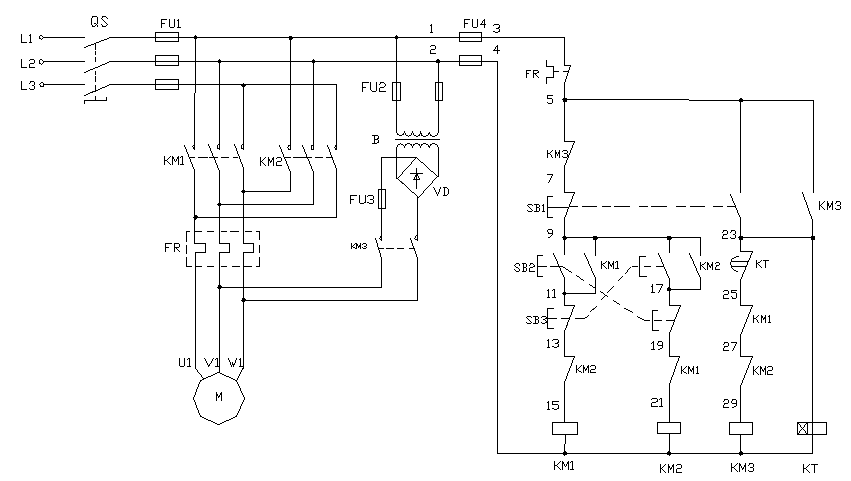 QS FU1 1 FU4 3
L1
L2 2 4
L3
FU2 FR
5
B
KM1 KM2 KM3
7
VD
FU3 SB1 KM3
9 23
FR KM3
SB2 KM1 KM2 KT
11 17 25
SB3 KM1
13 19 27
U1 V1 W1
KM2 KM1 KM2
M
15 21 29
KM1 KM2 KM3 KT